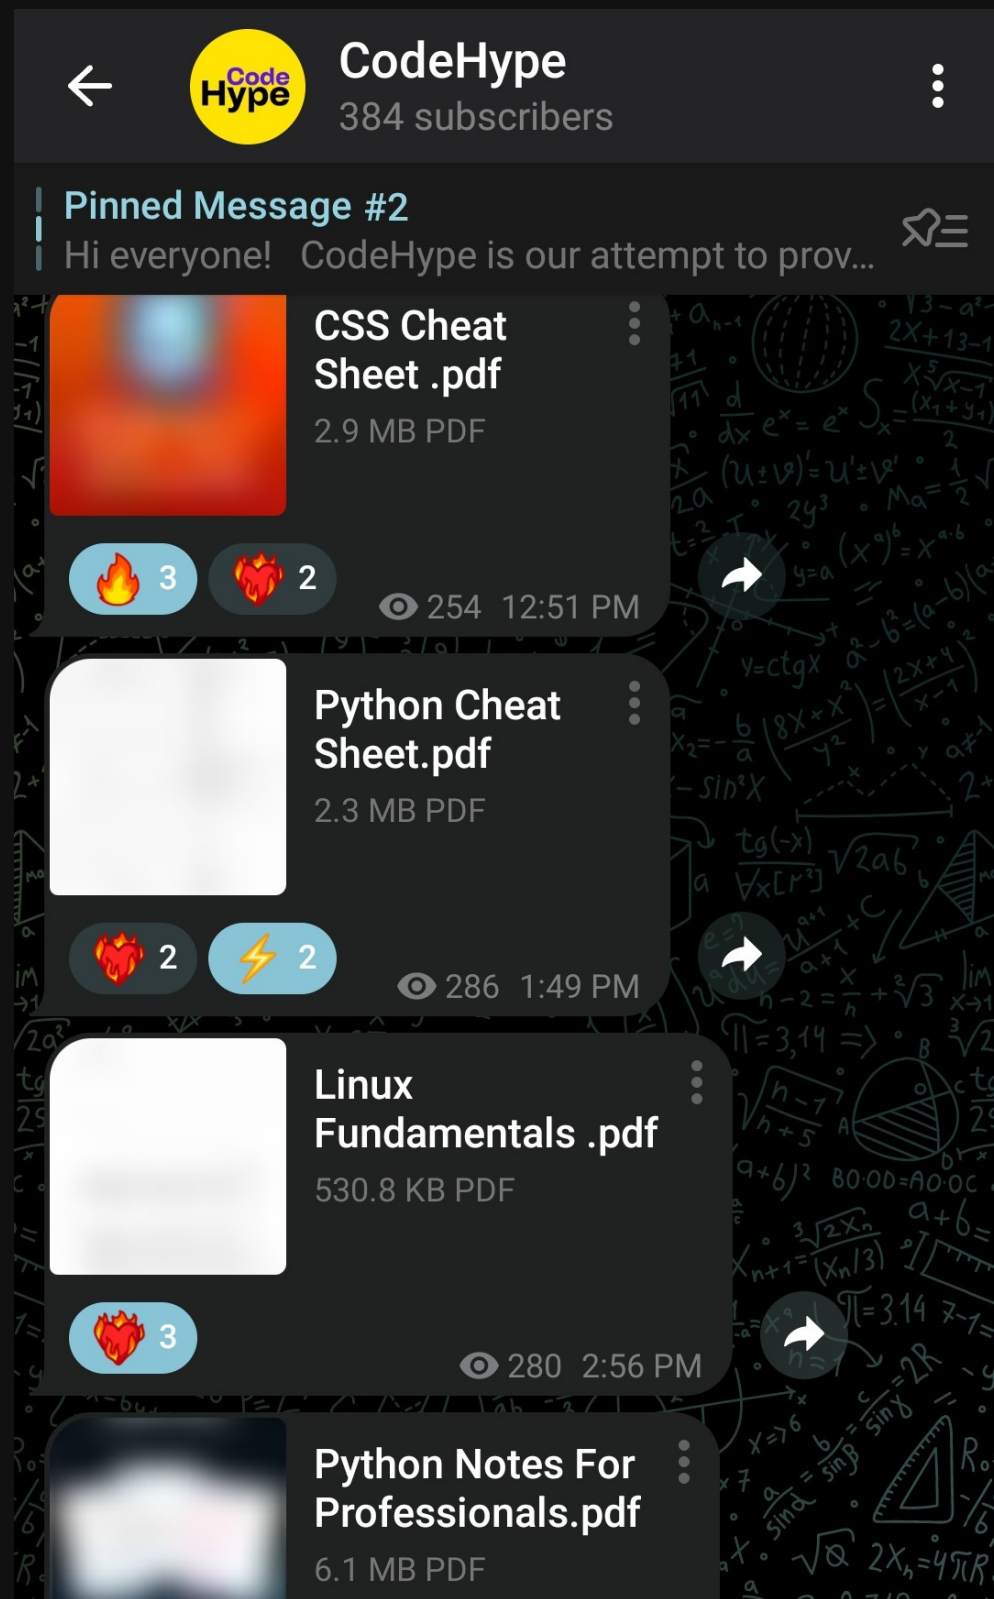 Code
Hype
CodeHype
384 subscribers
Pinned Message #2
Hi everyone! CodeHype is our attempt to prov...
CSS Cheat
Sheet .pdf
2.9 MB PDF
3
2
254 12:51 PM
Python Cheat
Sheet.pdf
2.3 MB PDF
2
2
286 1:49 PM
Linux
Fundamentals .pdf
530.8 KB PDF
3
280 2:56 PM
Python Notes For
Professionals.pdf
6.1 MB PDF